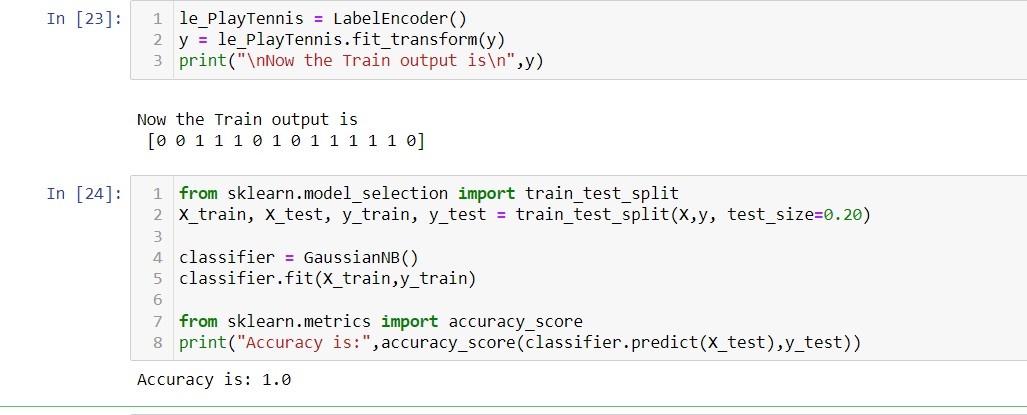 In [23]:
1 le_PlayTennis = LabelEncoder()
2 y = le_PlayTennis.fit_transform(y)
3 print("\nNow the Train output is\n",y)
Now the Train output is
[0 0 1 1 1 0 1 0 1 1 1 1 1 0]
In [24]:
1 from sklearn.model_selection import train_test_split
2 X_train, X_test, y_train, y_test = train_test_split(X,y, test_size=0.20)
3
4 classifier = GaussianNB()
5 classifier.fit(X_train,y_train)
6
7 from sklearn.metrics import accuracy_score
8 print("Accuracy is:",accuracy_score(classifier.predict(X_test),y_test))
Accuracy is: 1.0